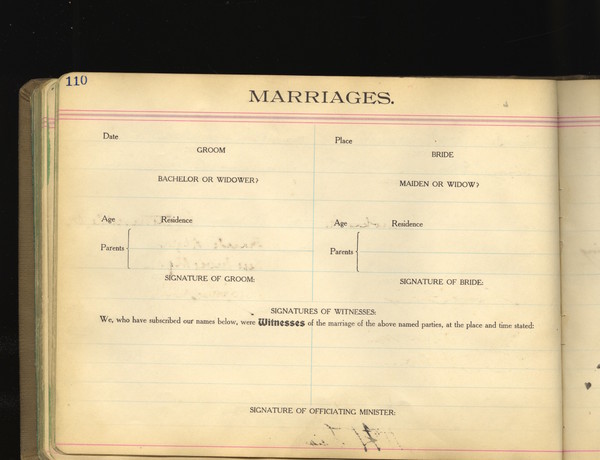 110
MARRIAGES.
Date Place
GROOM BRIDE
BACHELOR OR WIDOWER? MAIDEN OR WIDOW?
Age Residence Age Residence
Parents Parents
SIGNATURE OF GROOM: SIGNATURE OF BRIDE:
SIGNATURES OF WITNESSES:
We, who have subscribed our names below, were Witnesses of the marriage of the above named parties, at the place and time stated:
SIGNATURE OF OFFICIATING MINISTER: